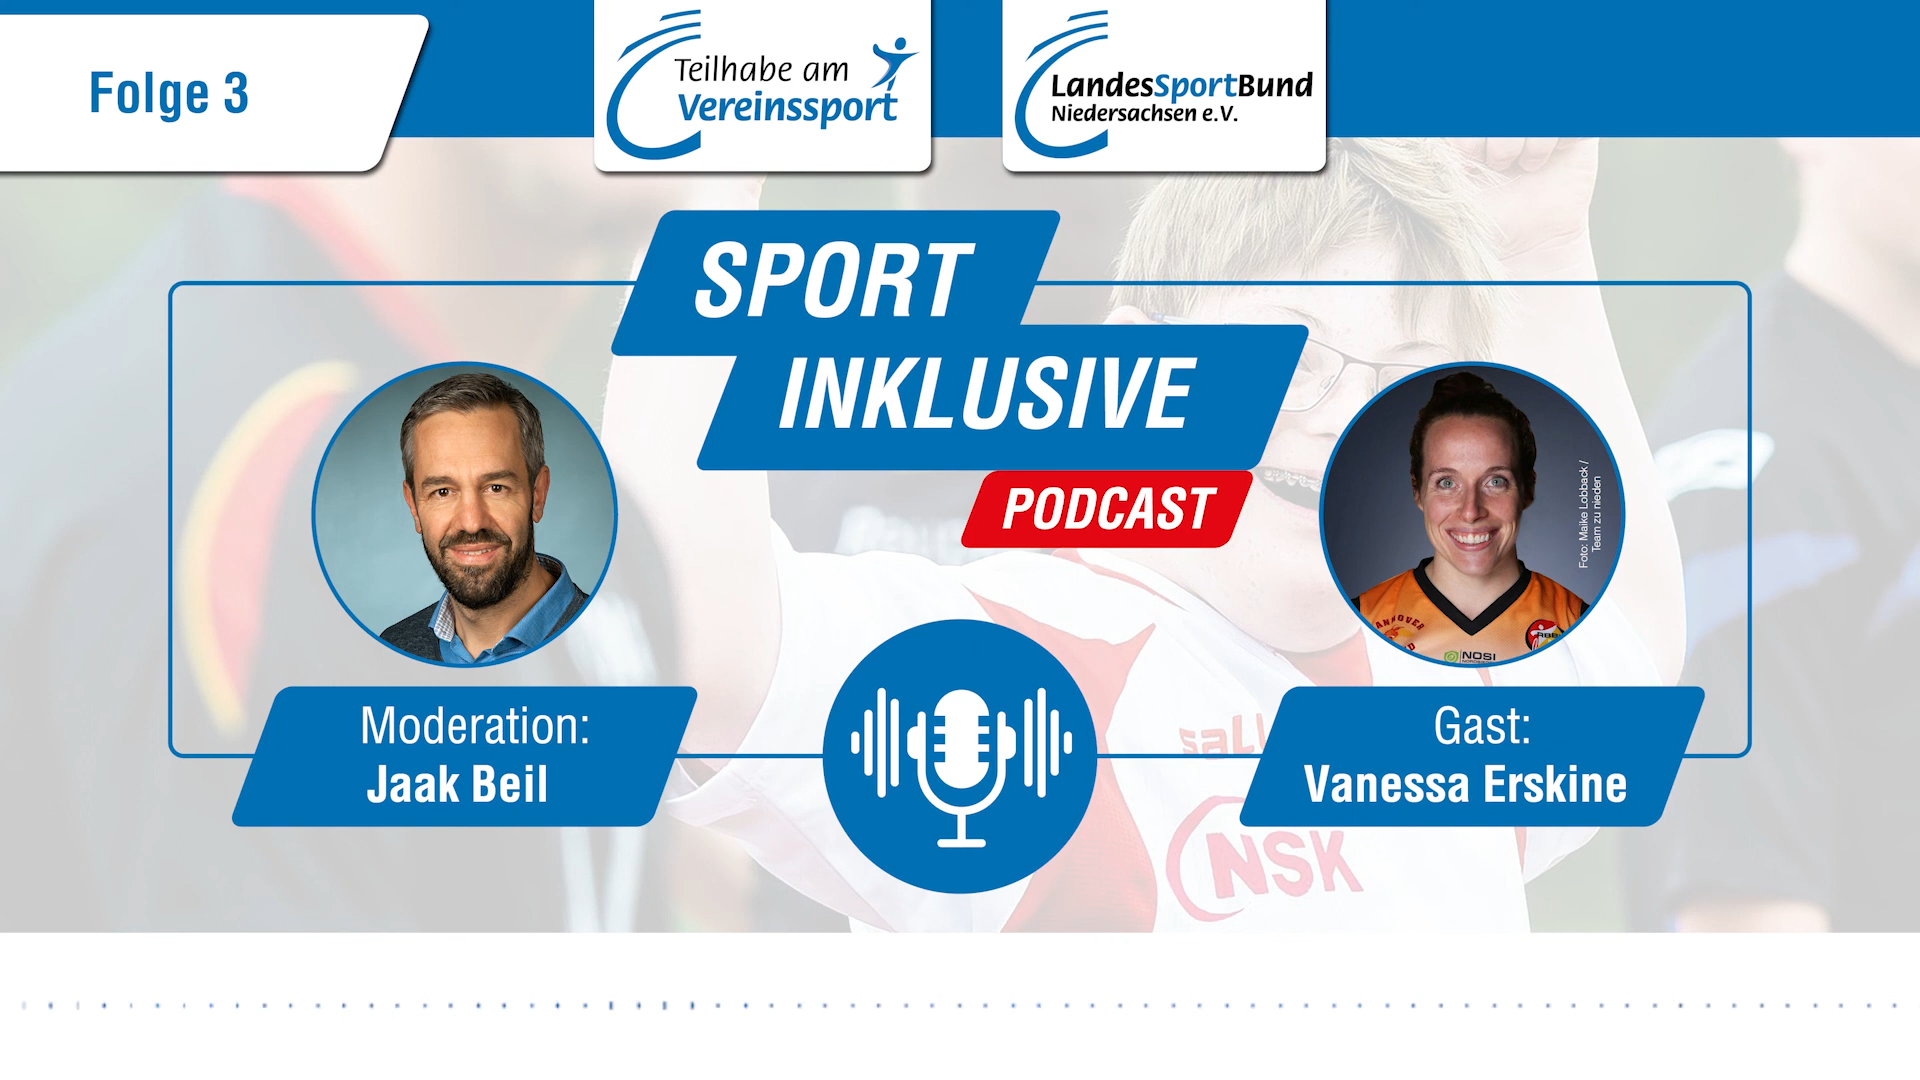 Folge 3
Teilhabe am
Vereinssport
LandesSportBund
Niedersachsen e.V.
SPORT
INKLUSIVE
PODCAST
Foto: Maike Lobback /
Team zu nieden
Moderation:
Jaak Beil
Gast:
Vanessa Erskine
NOSI
NSK